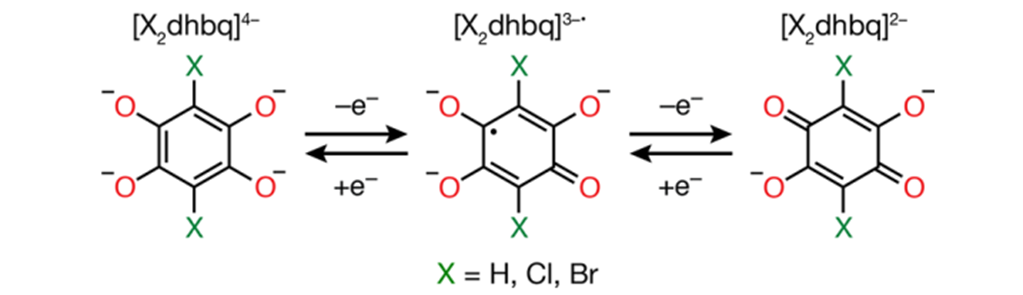 [X₂dhbq]⁴⁻ [X₂dhbq]³⁻• [X₂dhbq]²⁻
X X X
⁻O O⁻ –e⁻ ⁻O O⁻ –e⁻ O O⁻
•
⁻O O⁻ +e⁻ ⁻O O +e⁻ ⁻O O
X X X
X = H, Cl, Br